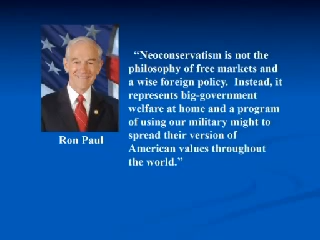 “Neoconservatism is not the
philosophy of free markets and
a wise foreign policy.  Instead, it
represents big-government
welfare at home and a program
of using our military might to
spread their version of
American values throughout
the world.”
Ron Paul